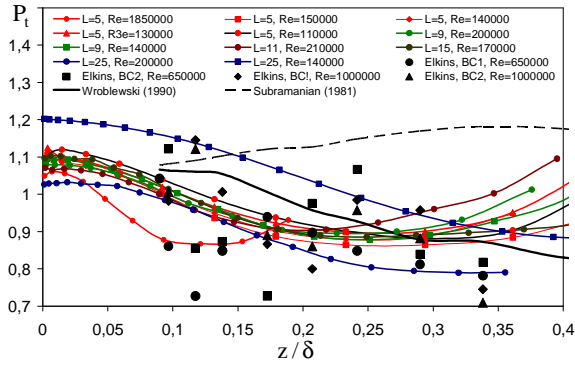 P_t
1,4
L=5, Re=1850000 L=5, Re=150000 L=5, Re=140000
L=5, R3e=130000 L=5, Re=110000 L=9, Re=200000
1,3
L=9, Re=140000 L=11, Re=210000 L=15, Re=170000
L=25, Re=200000 L=25, Re=140000 Elkins, BC1, Re=650000
Elkins, BC2, Re=650000 Elkins, BC!, Re=1000000 Elkins, BC2, Re=1000000
1,2
Wroblewski (1990) Subramanian (1981)
1,1
1,0
0,9
0,8
0,7
0 0,05 0,1 0,15 0,2 0,25 0,3 0,35 0,4
z/δ